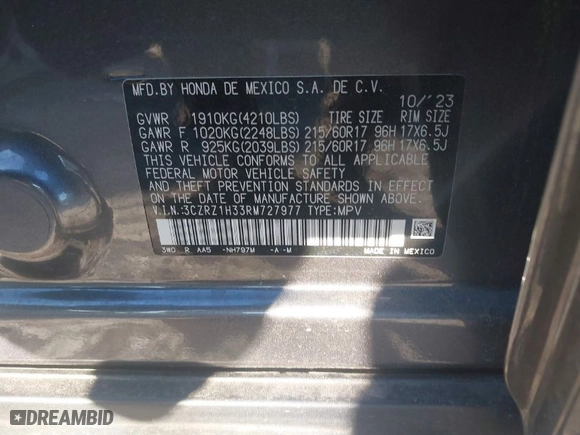 MFD.BY HONDA DE MEXICO S.A. DE C.V.
10/'23
GVWR 1910KG(4210LBS) TIRE SIZE RIM SIZE
GAWR F 1020KG(2248LBS) 215/60R17 96H 17X6.5J
GAWR R 925KG(2039LBS) 215/60R17 96H 17X6.5J
THIS VEHICLE CONFORMS TO ALL APPLICABLE
FEDERAL MOTOR VEHICLE SAFETY
AND THEFT PREVENTION STANDARDS IN EFFECT
ON THE DATE OF MANUFACTURE SHOWN ABOVE.
V.I.N.:3CZRZ1H33RM727977 TYPE:MPV
3W0 R AA5 -NH797M -A -M
MADE IN MEXICO
DREAMBID